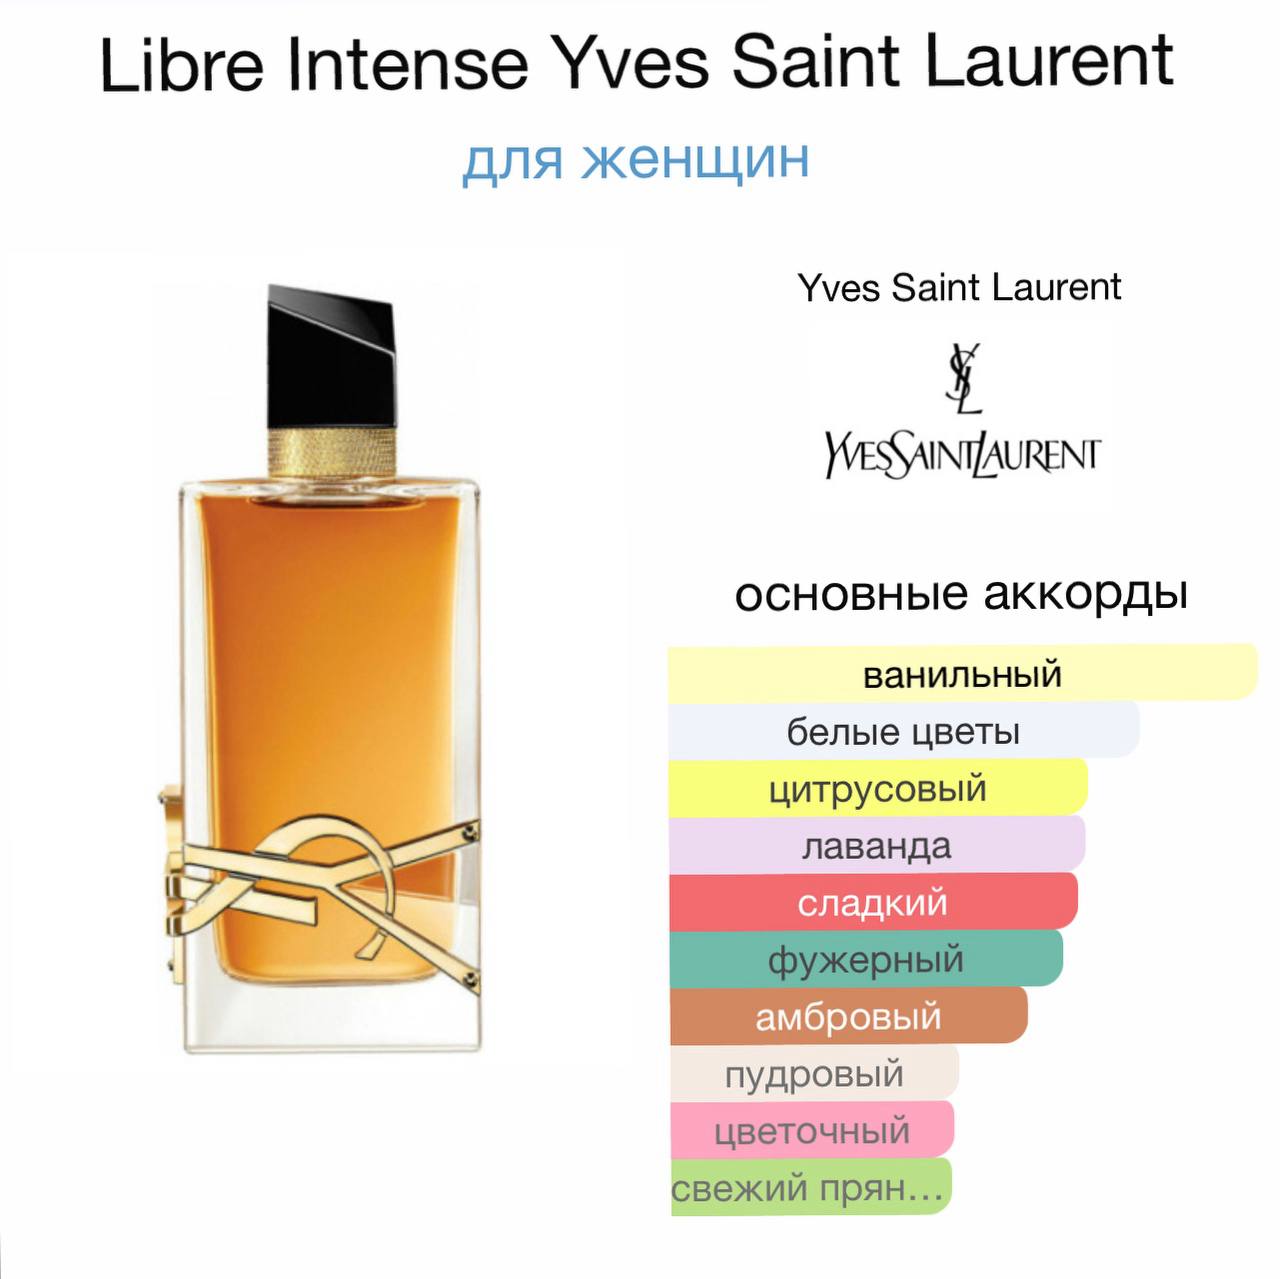 Libre Intense Yves Saint Laurent
для женщин
Yves Saint Laurent
YSL
YVESSAINTLAURENT
основные аккорды
ванильный
белые цветы
цитрусовый
лаванда
сладкий
фужерный
амбровый
пудровый
цветочный
свежий прян...